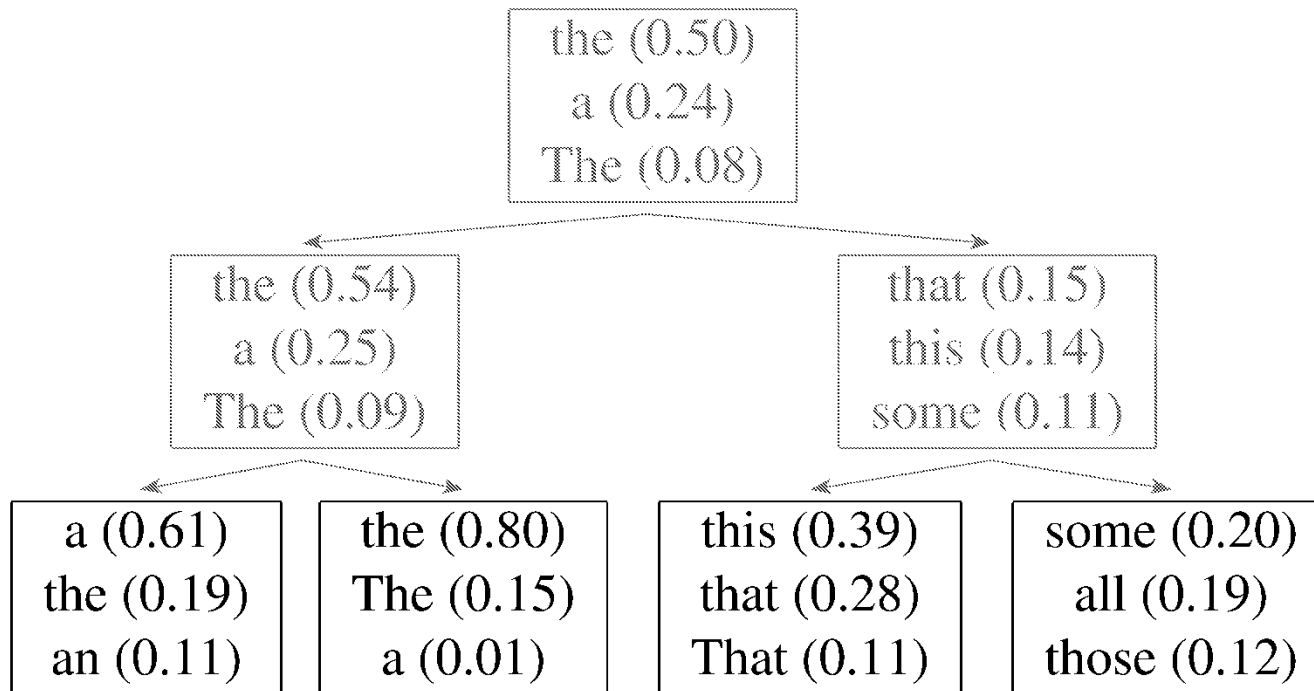 the (0.50)
a (0.24)
The (0.08)
the (0.54)
a (0.25)
The (0.09)
that (0.15)
this (0.14)
some (0.11)
a (0.61)
the (0.19)
an (0.11)
the (0.80)
The (0.15)
a (0.01)
this (0.39)
that (0.28)
That (0.11)
some (0.20)
all (0.19)
those (0.12)